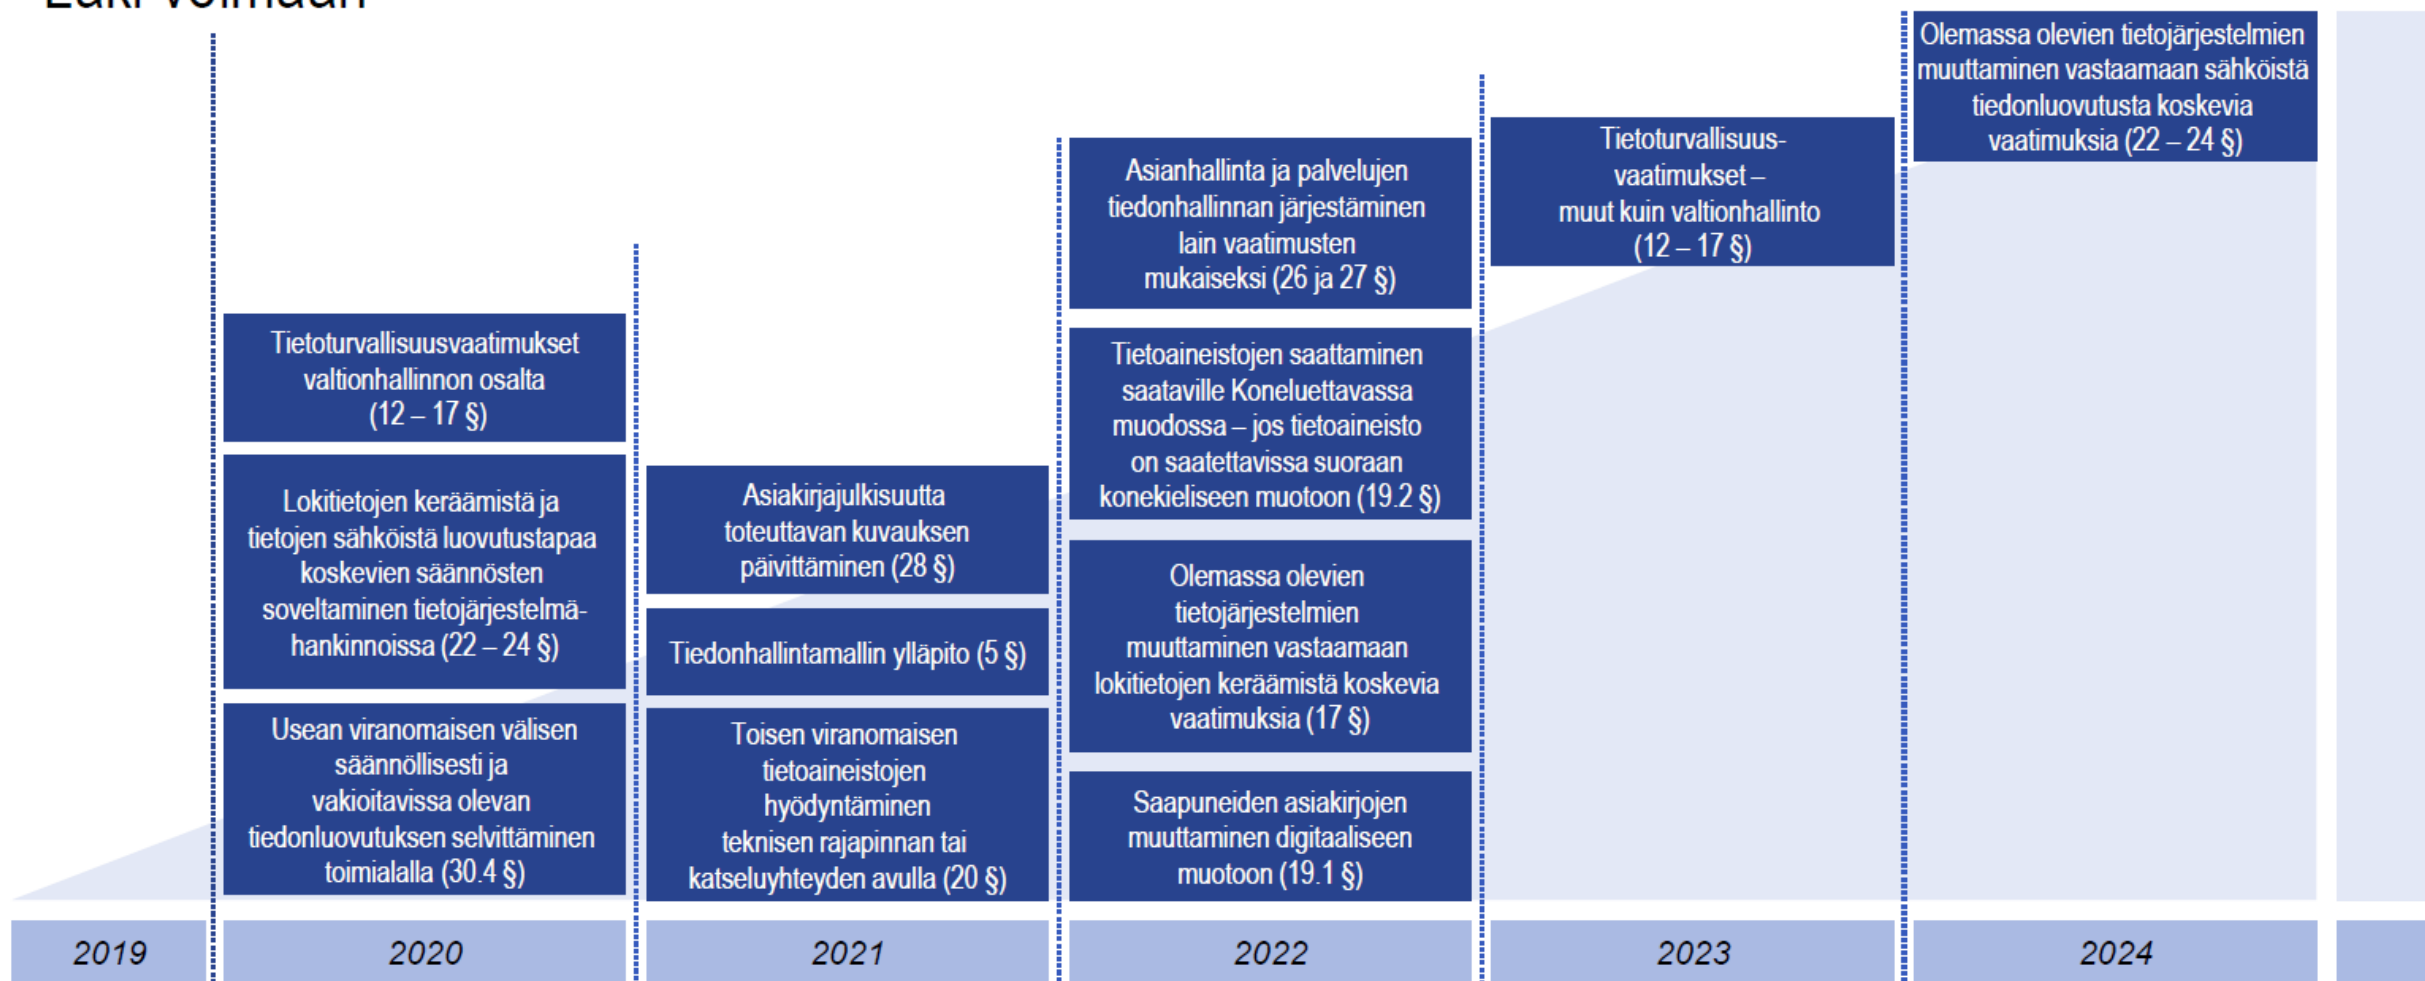 Laki voimaan
Tietoturvallisuusvaatimukset
valtionhallinnon osalta
(12 – 17 §)
Lokitietojen keräämistä ja
tietojen sähköistä luovutustapaa
koskevien säännösten
soveltaminen tietojärjestelmä-
hankinnoissa (22 – 24 §)
Usean viranomaisen välisen
säännöllisesti ja
vakioitavissa olevan
tiedonluovutuksen selvittäminen
toimialalla (30.4 §)
Asiakirjajulkisuutta
toteuttavan kuvauksen
päivittäminen (28 §)
Tiedonhallintamallin ylläpito (5 §)
Toisen viranomaisen
tietoaineistojen
hyödyntäminen
teknisen rajapinnan tai
katseluyhteyden avulla (20 §)
Asianhallinta ja palvelujen
tiedonhallinnan järjestäminen
lain vaatimusten
mukaiseksi (26 ja 27 §)
Tietoaineistojen saattaminen
saataville Koneluettavassa
muodossa – jos tietoaineisto
on saatettavissa suoraan
konekieliseen muotoon (19.2 §)
Olemassa olevien
tietojärjestelmien
muuttaminen vastaamaan
lokitietojen keräämistä koskevia
vaatimuksia (17 §)
Saapuneiden asiakirjojen
muuttaminen digitaaliseen
muotoon (19.1 §)
Tietoturvallisuus-
vaatimukset –
muut kuin valtionhallinto
(12 – 17 §)
Olemassa olevien tietojärjestelmien
muuttaminen vastaamaan sähköistä
tiedonluovutusta koskevia
vaatimuksia (22 – 24 §)
2019
2020
2021
2022
2023
2024